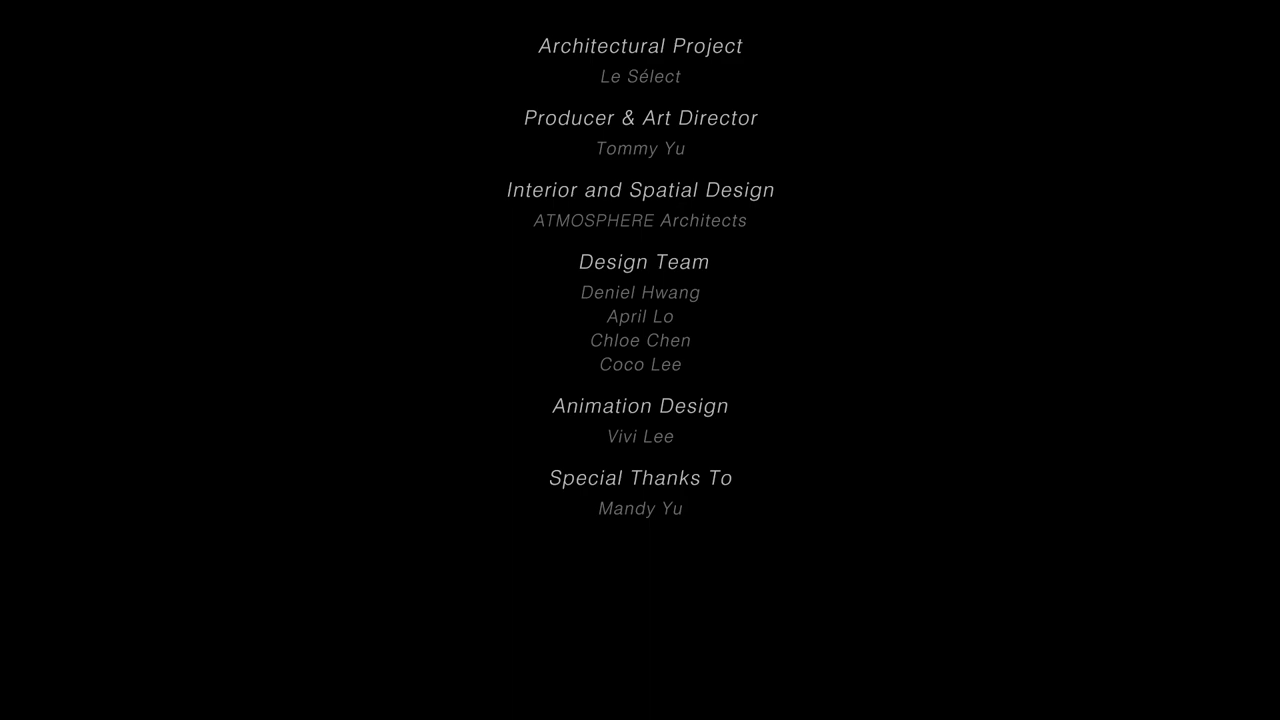 Architectural Project
Le Sélect
Producer & Art Director
Tommy Yu
Interior and Spatial Design
ATMOSPHERE Architects
Design Team
Deniel Hwang
April Lo
Chloe Chen
Coco Lee
Animation Design
Vivi Lee
Special Thanks To
Mandy Yu